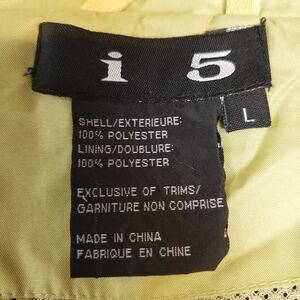 i 5
L
SHELL/EXTERIEURE:
100% POLYESTER
LINING/DOUBLURE:
100% POLYESTER
EXCLUSIVE OF TRIMS/
GARNITURE NON COMPRISE
MADE IN CHINA
FABRIQUE EN CHINE